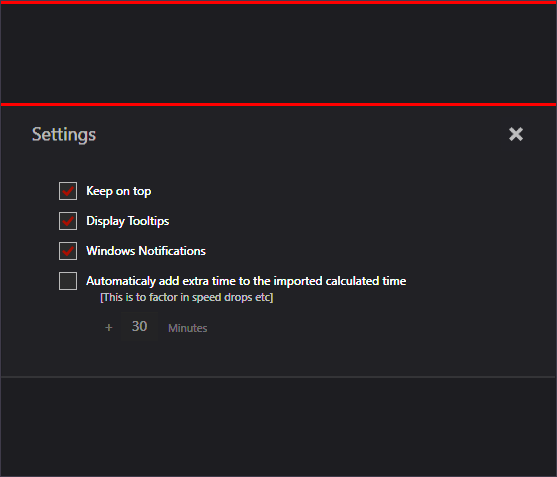 Settings
Keep on top
Display Tooltips
Windows Notifications
Automaticaly add extra time to the imported calculated time
[This is to factor in speed drops etc]
+ 30 Minutes